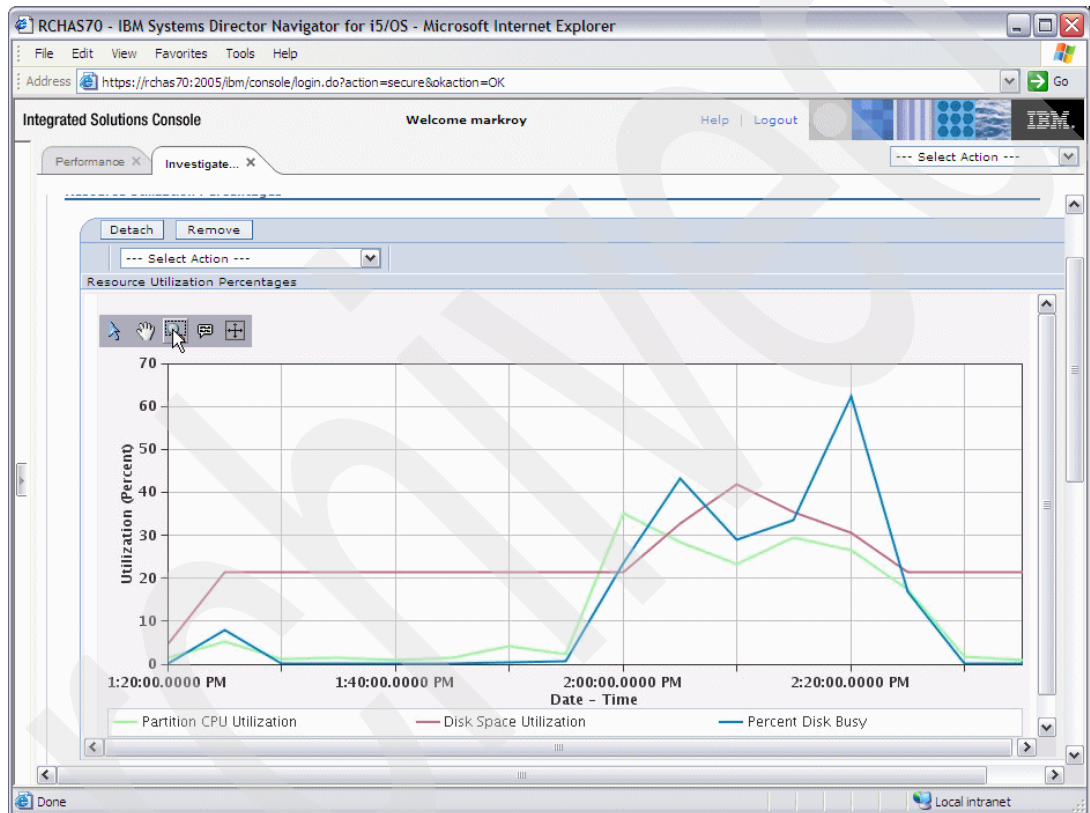 RCHAS70 - IBM Systems Director Navigator for i5/OS - Microsoft Internet Explorer
File Edit View Favorites Tools Help
Address https://rchas70:2005/ibm/console/login.do?action=secure&okaction=OK Go
Integrated Solutions Console Welcome markroy Help | Logout IBM.
Performance Investigate... --- Select Action ---
Resource Utilization Percentages
Detach Remove
--- Select Action ---
Resource Utilization Percentages
70
60
50
40
30
20
10
0
Utilization (Percent)
1:20:00.0000 PM 1:40:00.0000 PM 2:00:00.0000 PM 2:20:00.0000 PM
Date - Time
Partition CPU Utilization Disk Space Utilization Percent Disk Busy
Done Local intranet